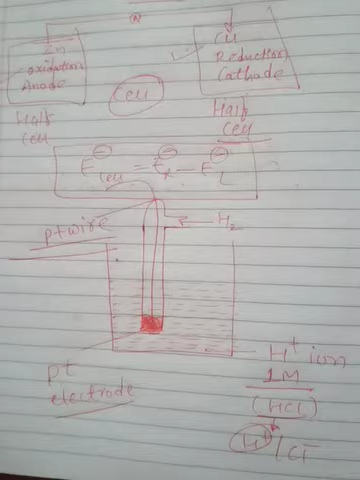 Zn
oxidation
Anode
Half
Cell
Cell
Cu
Reduction
Cathode
Half
Cell
E⊖cell = E⊖R — E⊖L
pt wire
H2
pt
electrode
H+ ion
1M
(HCl)
H+ / Cl-